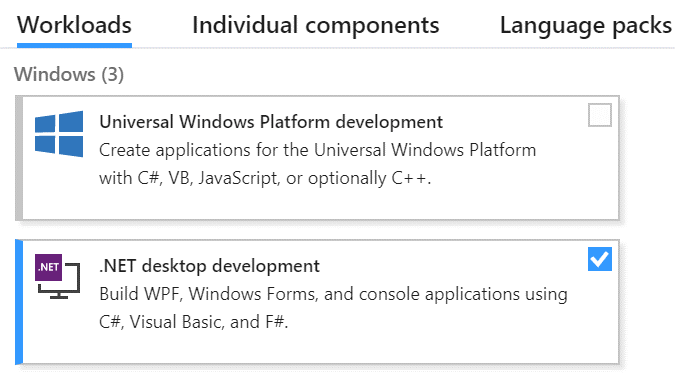 Workloads Individual components Language packs
Windows (3)
Universal Windows Platform development
Create applications for the Universal Windows Platform
with C#, VB, JavaScript, or optionally C++.
.NET
.NET desktop development
Build WPF, Windows Forms, and console applications using
C#, Visual Basic, and F#.